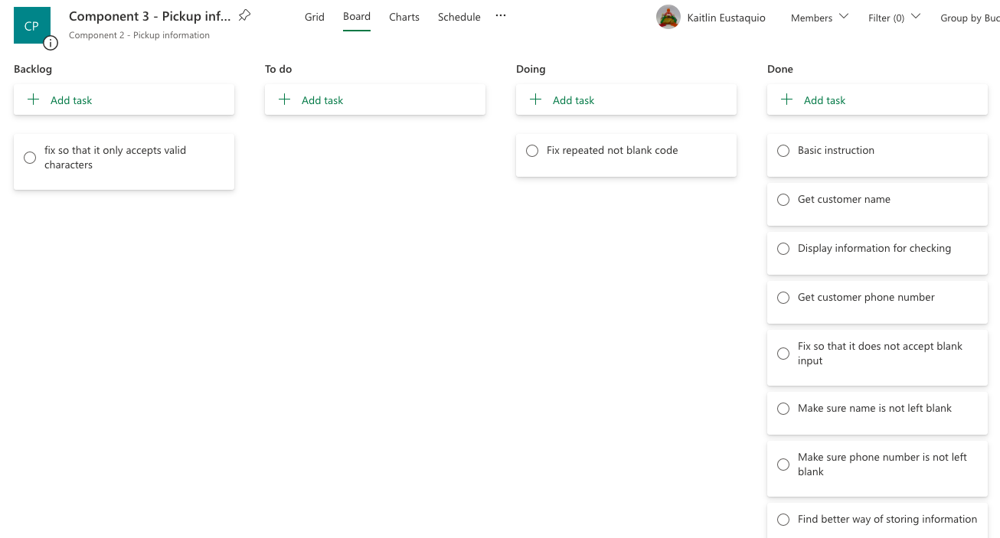 CP
Component 3 - Pickup inf...
Component 2 - Pickup information
Grid
Board
Charts
Schedule
...
Kaitlin Eustaquio
Members
Filter (0)
Group by Buc
Backlog
Add task
fix so that it only accepts valid
characters
To do
Add task
Doing
Add task
Fix repeated not blank code
Done
Add task
Basic instruction
Get customer name
Display information for checking
Get customer phone number
Fix so that it does not accept blank
input
Make sure name is not left blank
Make sure phone number is not left
blank
Find better way of storing information